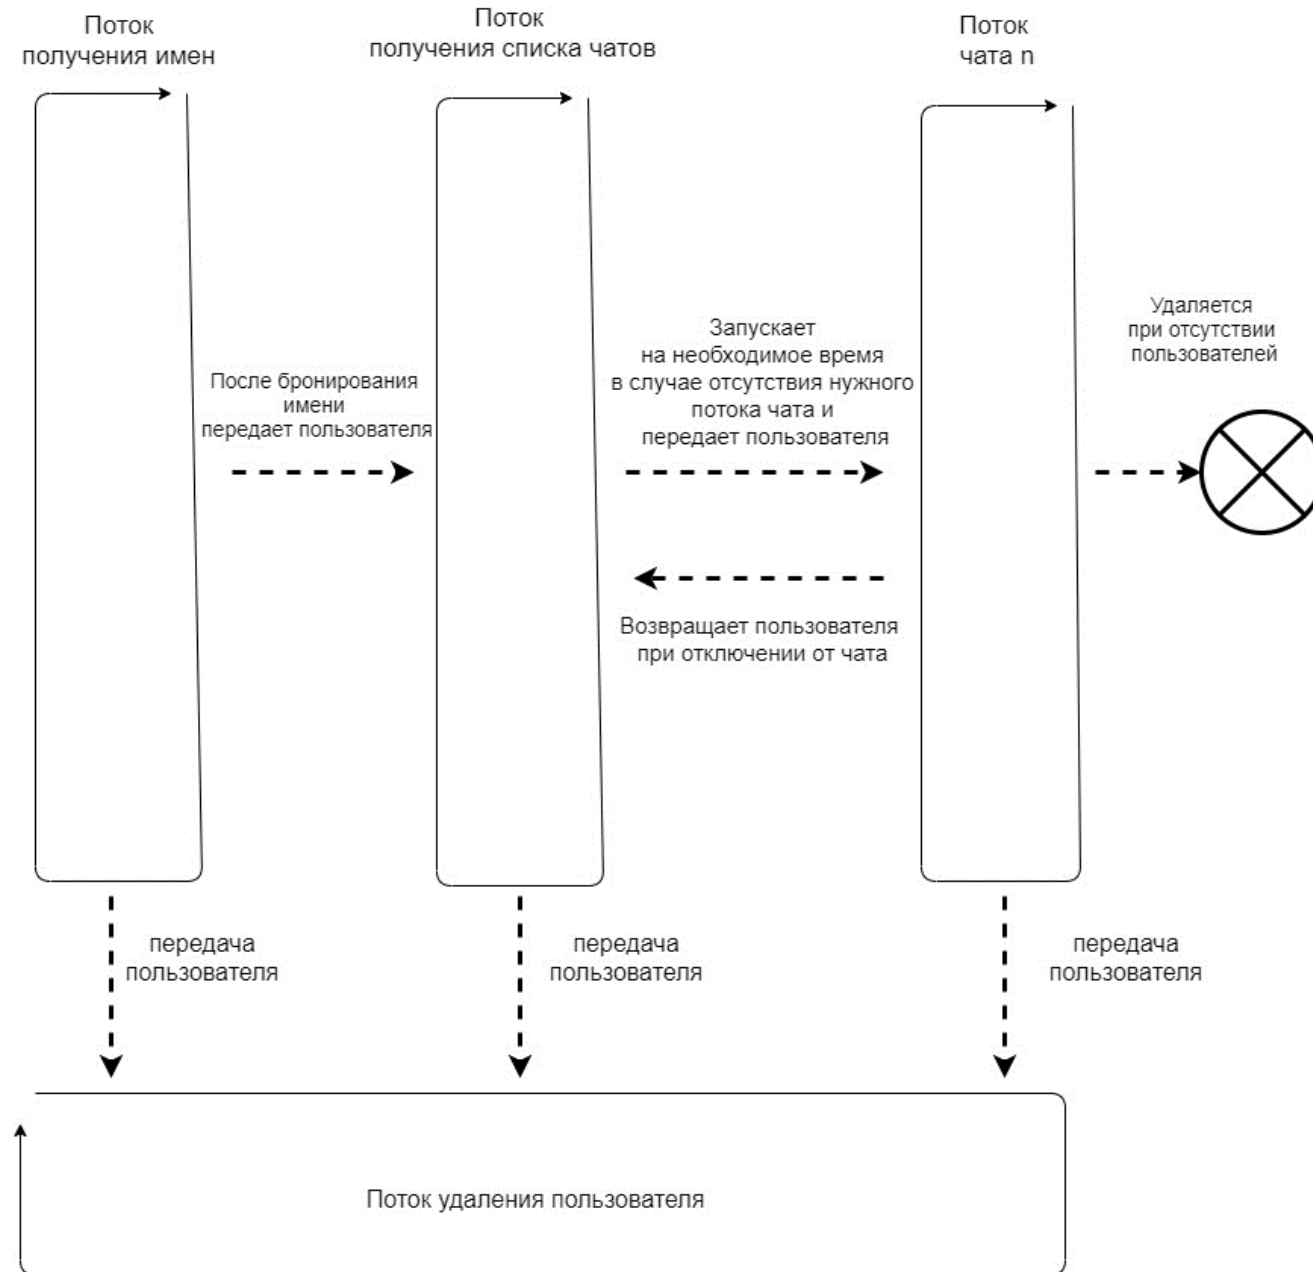 Поток
получения имен
Поток
получения списка чатов
Поток
чата n
После бронирования
имени
передает пользователя
Запускает
на необходимое время
в случае отсутствия нужного
потока чата и
передает пользователя
Удаляется
при отсутствии
пользователей
Возвращает пользователя
при отключении от чата
передача
пользователя
передача
пользователя
передача
пользователя
Поток удаления пользователя